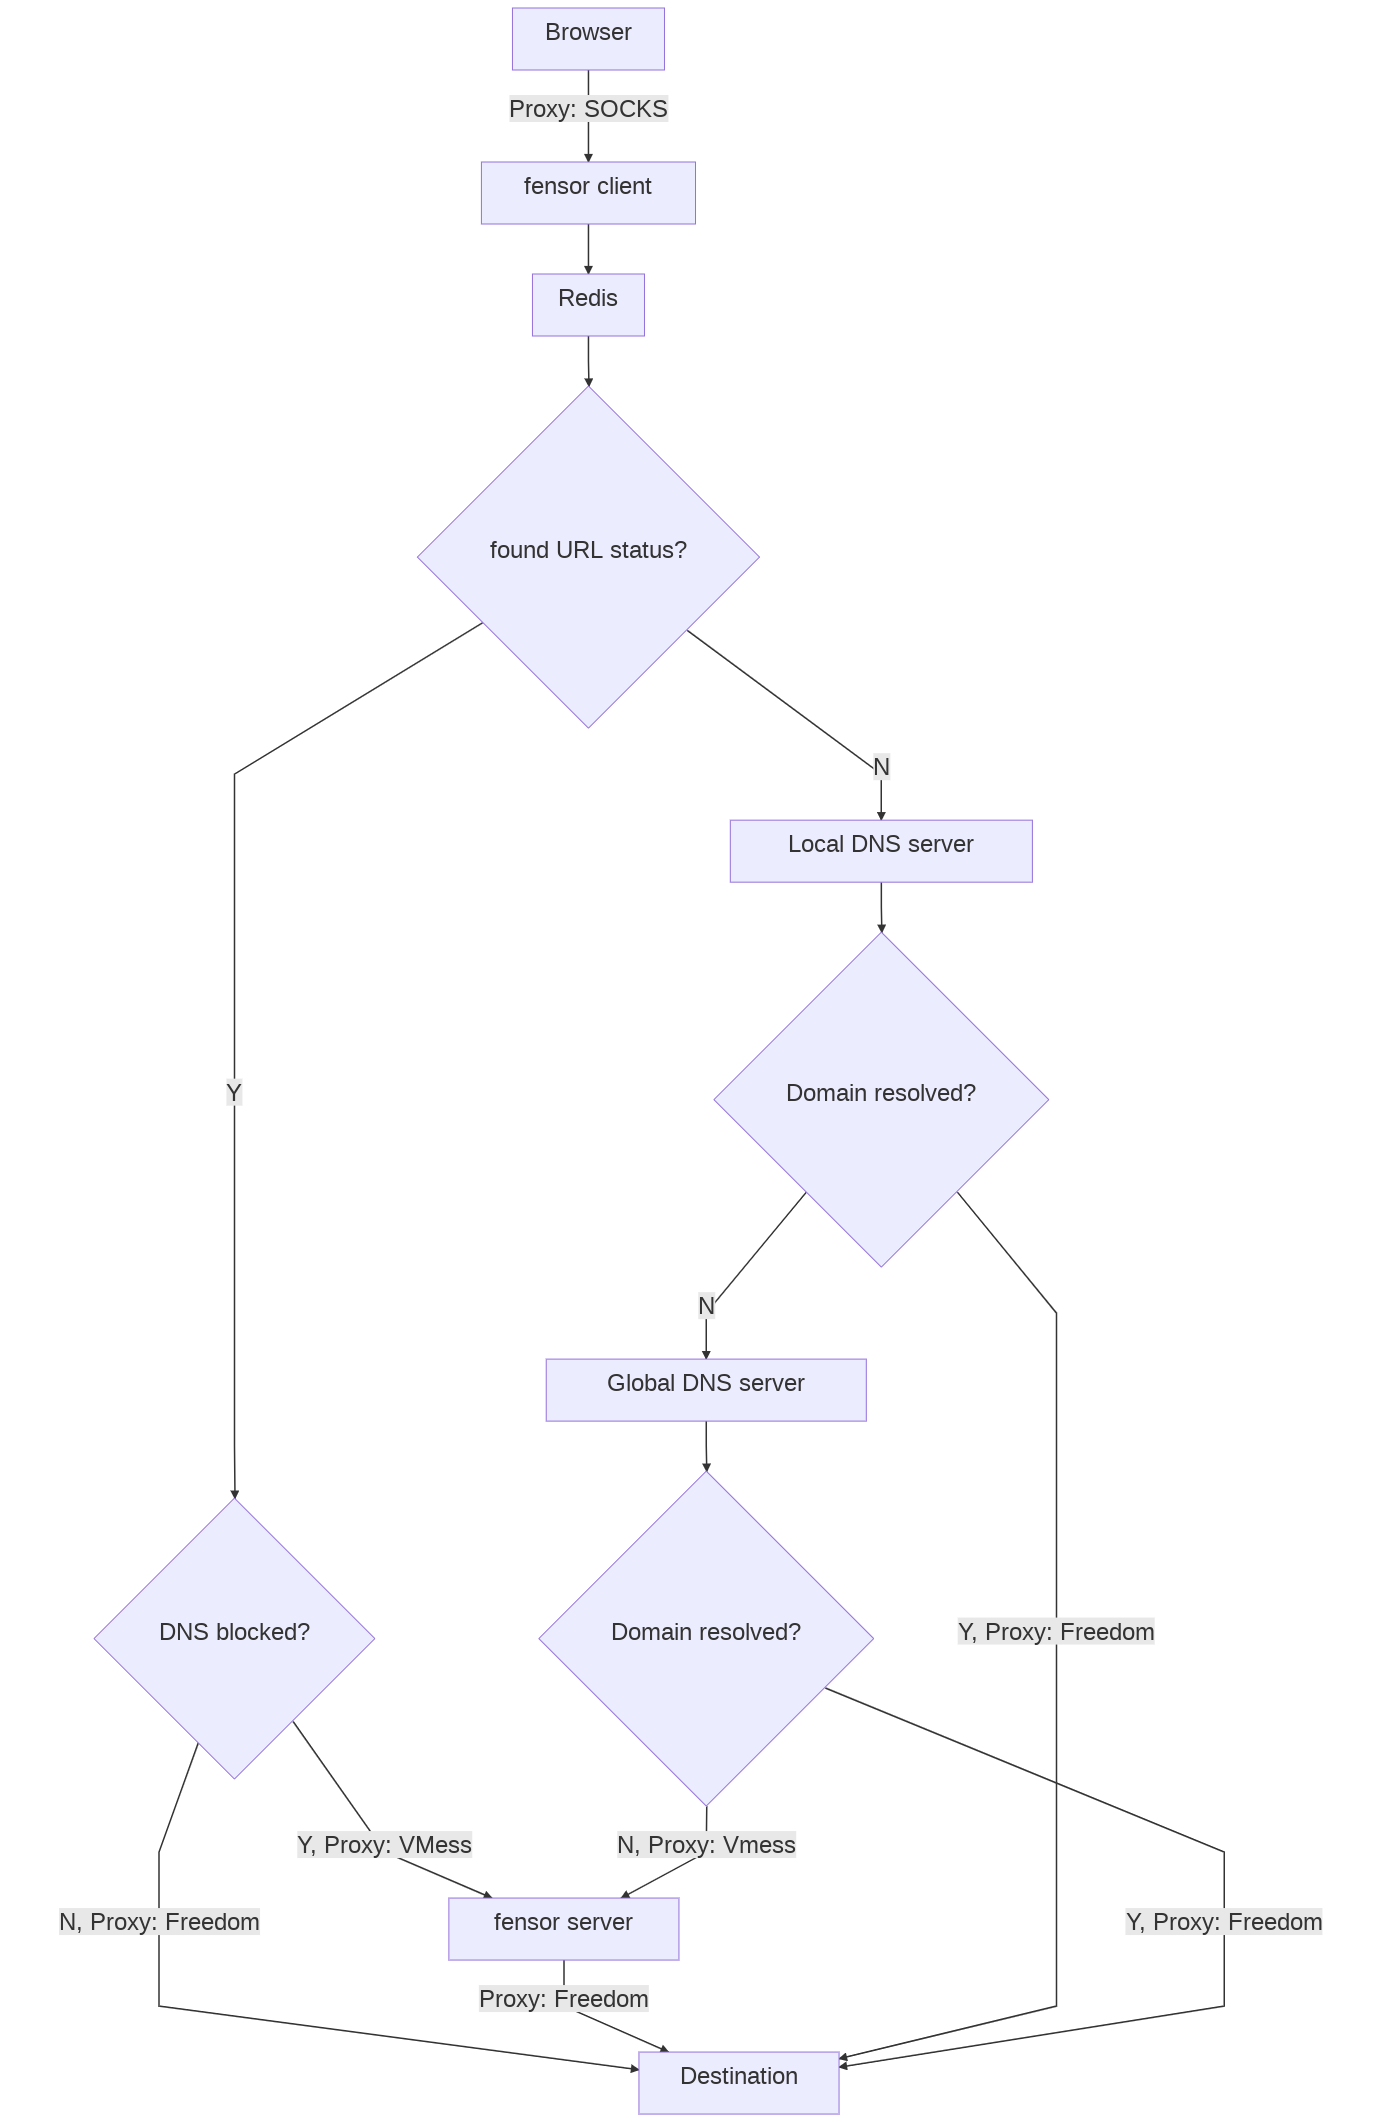 Browser
Proxy: SOCKS
fensor client
Redis
found URL status?
N
Local DNS server
Y
Domain resolved?
N
Global DNS server
DNS blocked?
Domain resolved?
Y, Proxy: Freedom
Y, Proxy: VMess
N, Proxy: Vmess
N, Proxy: Freedom
fensor server
Y, Proxy: Freedom
Proxy: Freedom
Destination